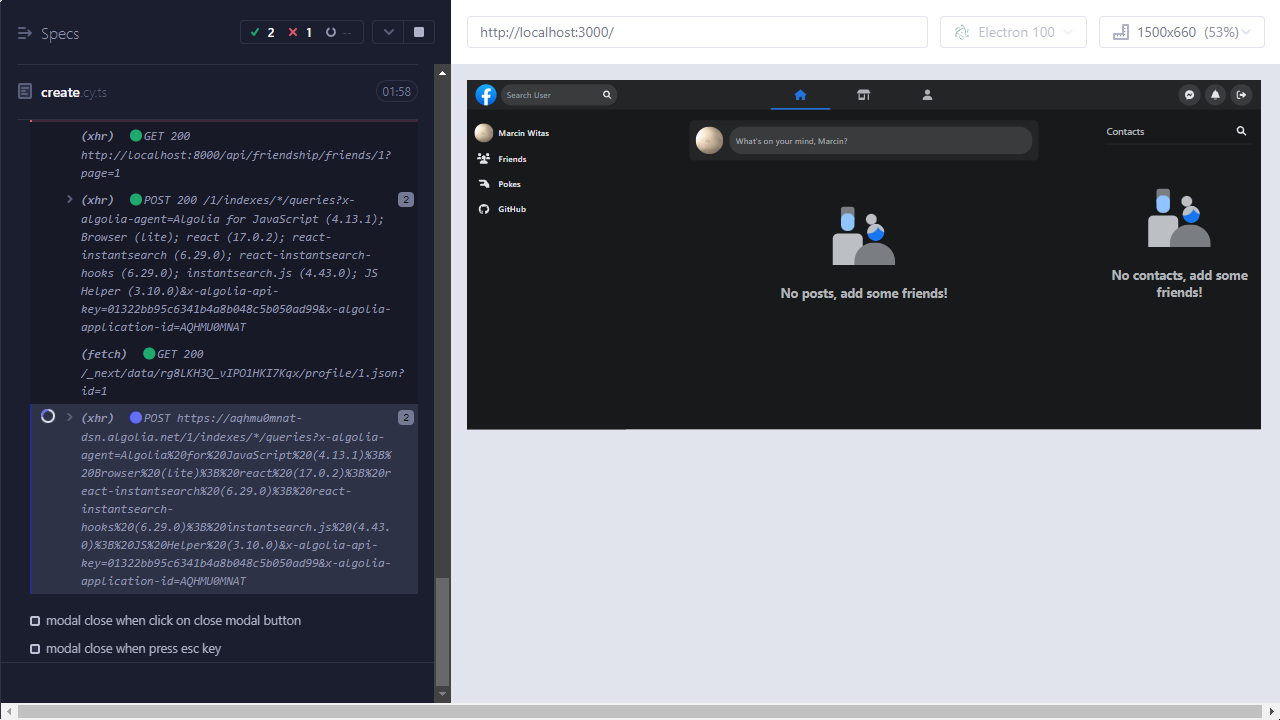 Specs
2
1
--
create.cy.ts
01:58
(xhr) GET 200
http://localhost:8000/api/friendship/friends/1?
page=1
(xhr) POST 200 /1/indexes/*/queries?x-
2
algolia-agent=Algolia for JavaScript (4.13.1);
Browser (lite); react (17.0.2); react-
instantsearch (6.29.0); react-instantsearch-
hooks (6.29.0); instantsearch.js (4.43.0); JS
Helper (3.10.0)&x-algolia-api-
key=01322bb95c6341b4a8b048c5b050ad99&x-algolia-
application-id=AQHMU0MNAT
(fetch) GET 200
/_next/data/rg8LKH3Q_vIPO1HKI7Kqx/profile/1.json?
id=1
(xhr) POST https://aqhmu0mnat-
2
dsn.algolia.net/1/indexes/*/queries?x-algolia-
agent=Algolia%20for%20JavaScript%20(4.13.1)%3B%
20Browser%20(lite)%3B%20react%20(17.0.2)%3B%20r
eact-instantsearch%20(6.29.0)%3B%20react-
instantsearch-
hooks%20(6.29.0)%3B%20instantsearch.js%20(4.43.
0)%3B%20JS%20Helper%20(3.10.0)&x-algolia-api-
key=01322bb95c6341b4a8b048c5b050ad99&x-algolia-
application-id=AQHMU0MNAT
modal close when click on close modal button
modal close when press esc key
http://localhost:3000/
Electron 100
1500x660 (53%)
Search User
Marcin Witas
Friends
Pokes
GitHub
What's on your mind, Marcin?
No posts, add some friends!
Contacts
No contacts, add some
friends!